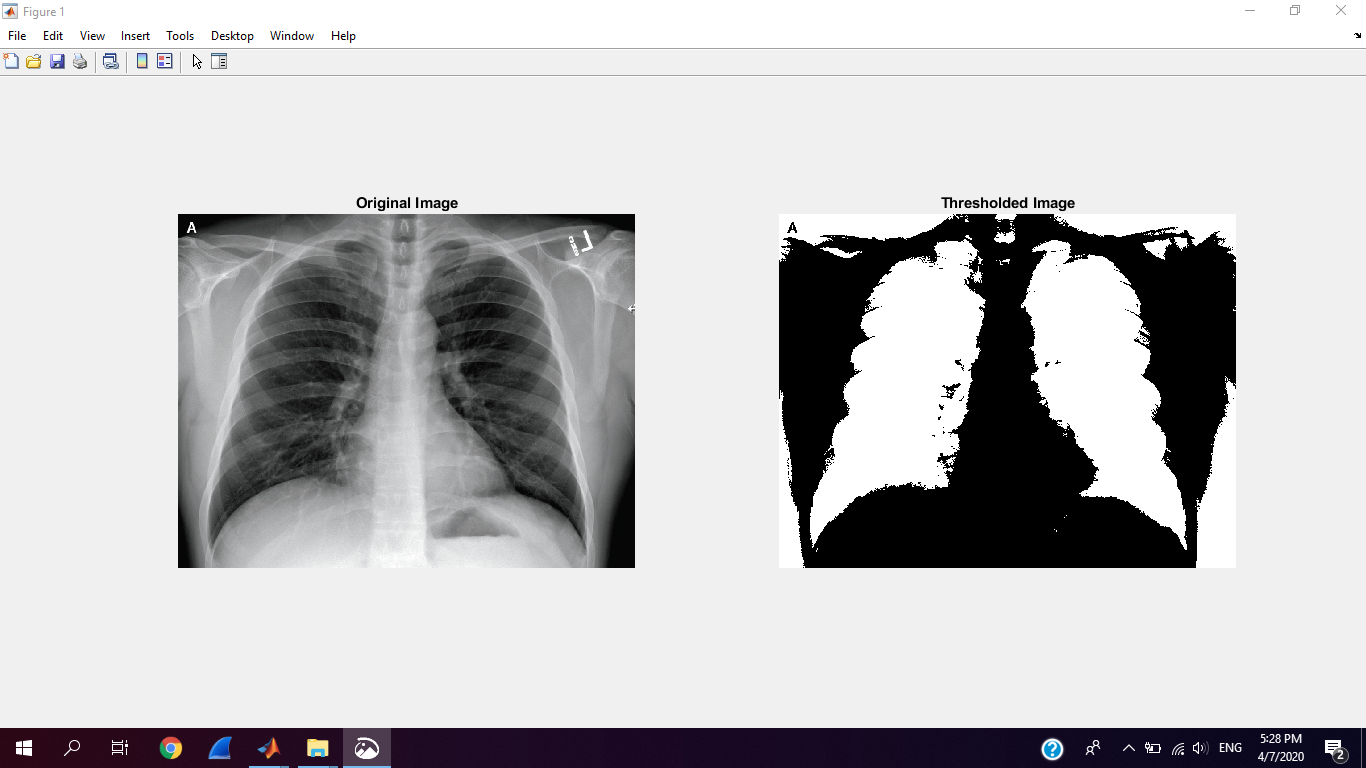 Figure 1
File Edit View Insert Tools Desktop Window Help
Original Image
Thresholded Image
A
A
5:28 PM
ENG
4/7/2020
2